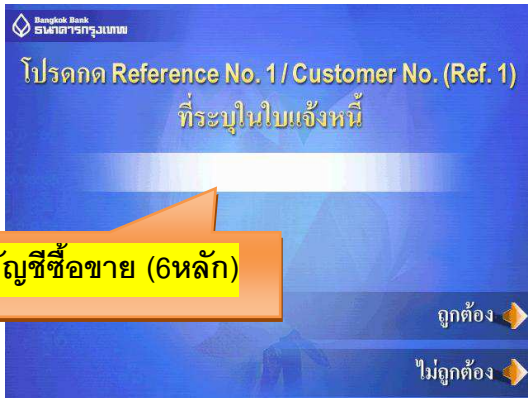 Bangkok Bank
ธนาคารกรุงเทพ
โปรดกด Reference No. 1 / Customer No. (Ref. 1)
ที่ระบุในใบแจ้งหนี้
ัญชีซื้อขาย (6หลัก)
ถูกต้อง
ไม่ถูกต้อง